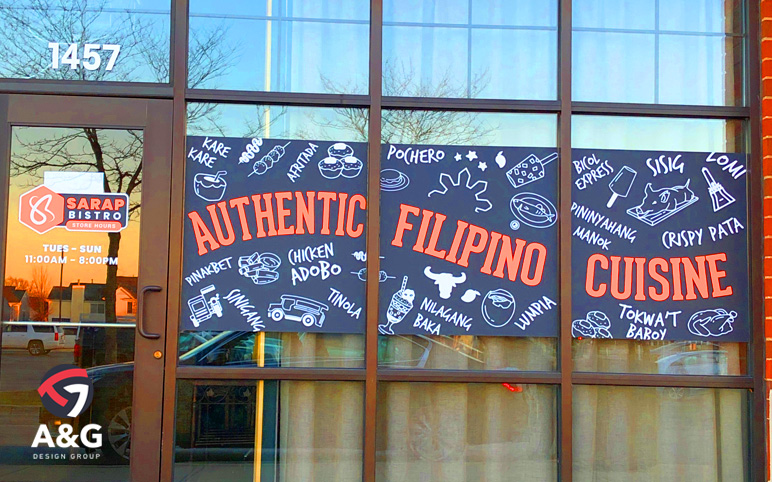 1457
SARAP
BISTRO
STORE HOURS
TUES - SUN
11:00AM - 8:00PM
A&G
DESIGN GROUP
KARE
KARE
AFRITADA
AUTHENTIC
PINAKBET
CHICKEN
ADOBO
SINIGANG
TINOLA
POCHERO
FILIPINO
NILAGANG
BAKA
LUMPIA
BICOL
EXPRESS
SISIG
LOMI
PININYAHANG
MANOK
CRISPY PATA
CUISINE
TOKWA'T
BABOY